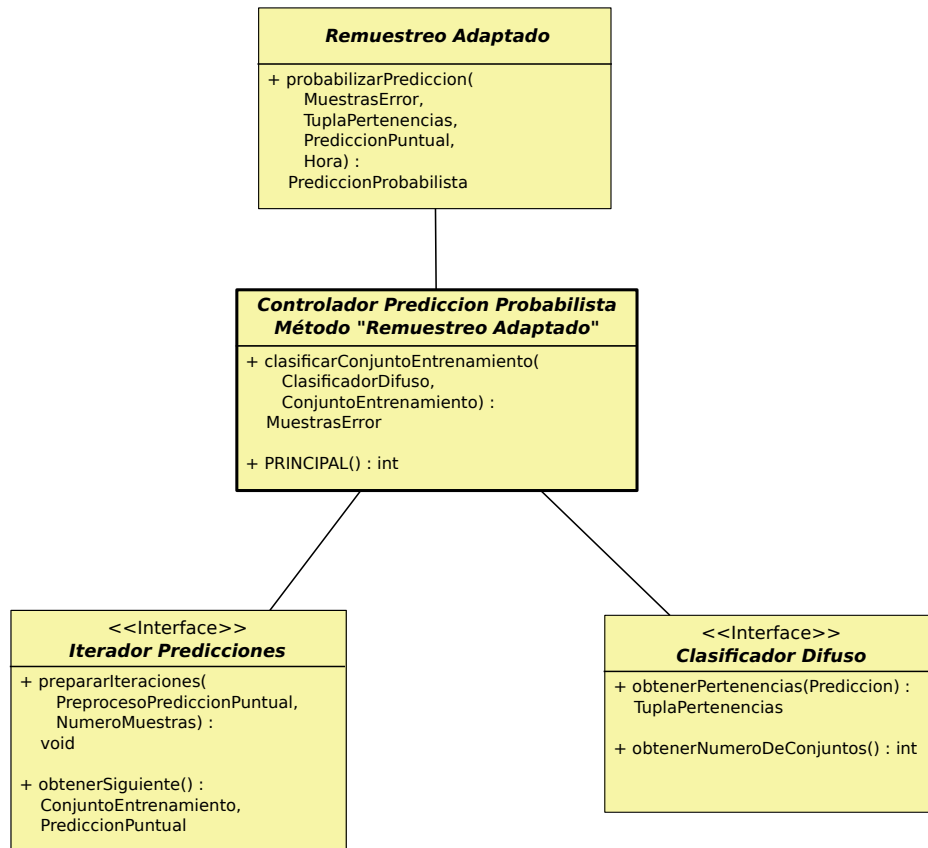 Remuestreo Adaptado
+ probabilizarPrediccion(
MuestrasError,
TuplaPertenencias,
PrediccionPuntual,
Hora) :
PrediccionProbabilista
Controlador Prediccion Probabilista
Método "Remuestreo Adaptado"
+ clasificarConjuntoEntrenamiento(
ClasificadorDifuso,
ConjuntoEntrenamiento) :
MuestrasError
+ PRINCIPAL() : int
<<Interface>>
Iterador Predicciones
+ prepararIteraciones(
PreprocesoPrediccionPuntual,
NumeroMuestras) :
void
+ obtenerSiguiente() :
ConjuntoEntrenamiento,
PrediccionPuntual
<<Interface>>
Clasificador Difuso
+ obtenerPertenencias(Prediccion) :
TuplaPertenencias
+ obtenerNumeroDeConjuntos() : int